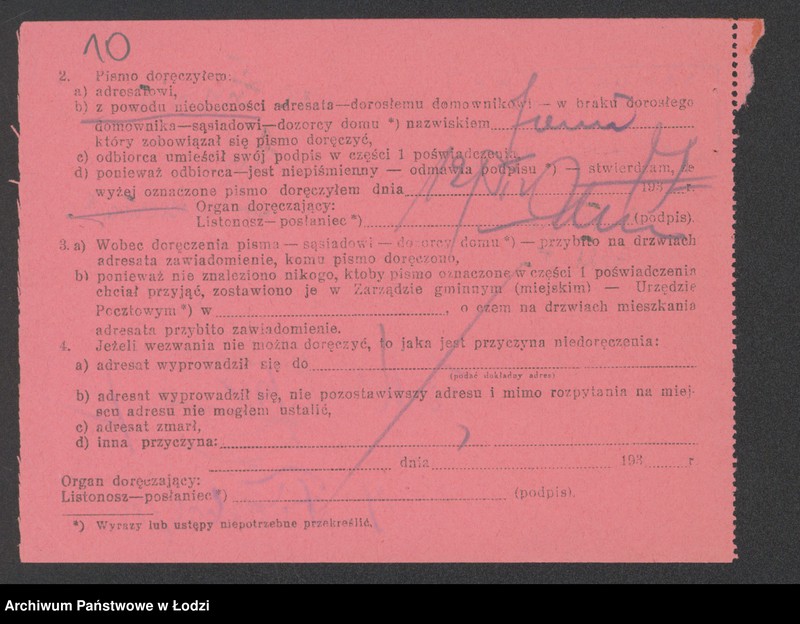 10
2. Pismo doręczyłem:
a) adresatowi,
b) z powodu nieobecności adresata—dorosłemu domownikowi — w braku dorosłego
domownika—sąsiadowi—dozorcy domu *) nazwiskiem
który zobowiązał się pismo doręczyć,
c) odbiorca umieścił swój podpis w części I poświadczenia,
d) ponieważ odbiorca—jest niepiśmienny — odmawia podpisu *) — stwierdzam, że
wyżej oznaczone pismo doręczyłem dnia 193 r.
Organ doręczający:
Listonosz—posłaniec *) (podpis).
3. a) Wobec doręczenia pisma — sąsiadowi — dozorcy domu *) — przybito na drzwiach
adresata zawiadomienie, komu pismo doręczono,
b) ponieważ nie znaleziono nikogo, ktoby pismo oznaczone w części I poświadczenia
chciał przyjąć, zostawiono je w Zarządzie gminnym (miejskim) — Urzędzie
Pocztowym *) w , o czem na drzwiach mieszkania
adresata przybito zawiadomienie.
4. Jeżeli wezwania nie można doręczyć, to jaka jest przyczyna niedoręczenia:
a) adresat wyprowadził się do
(podać dokładny adres)
b) adresat wyprowadził się, nie pozostawiwszy adresu i mimo rozpytania na miej-
scu adresu nie mogłem ustalić,
c) adresat zmarł,
d) inna przyczyna:
dnia 193 r
Organ doręczający:
Listonosz—posłaniec *) (podpis).
*) Wyrazy lub ustępy niepotrzebne przekreślić.
Archiwum Państwowe w Łodzi